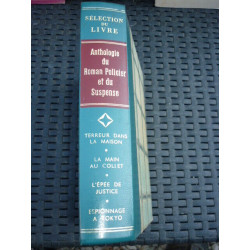 SÉLECTION
DU
LIVRE
Anthologie
du
Roman Policier
et du
Suspense
TERREUR DANS
LA MAISON
LA MAIN
AU COLLET
L'ÉPÉE DE
JUSTICE
ESPIONNAGE
A TOKYO